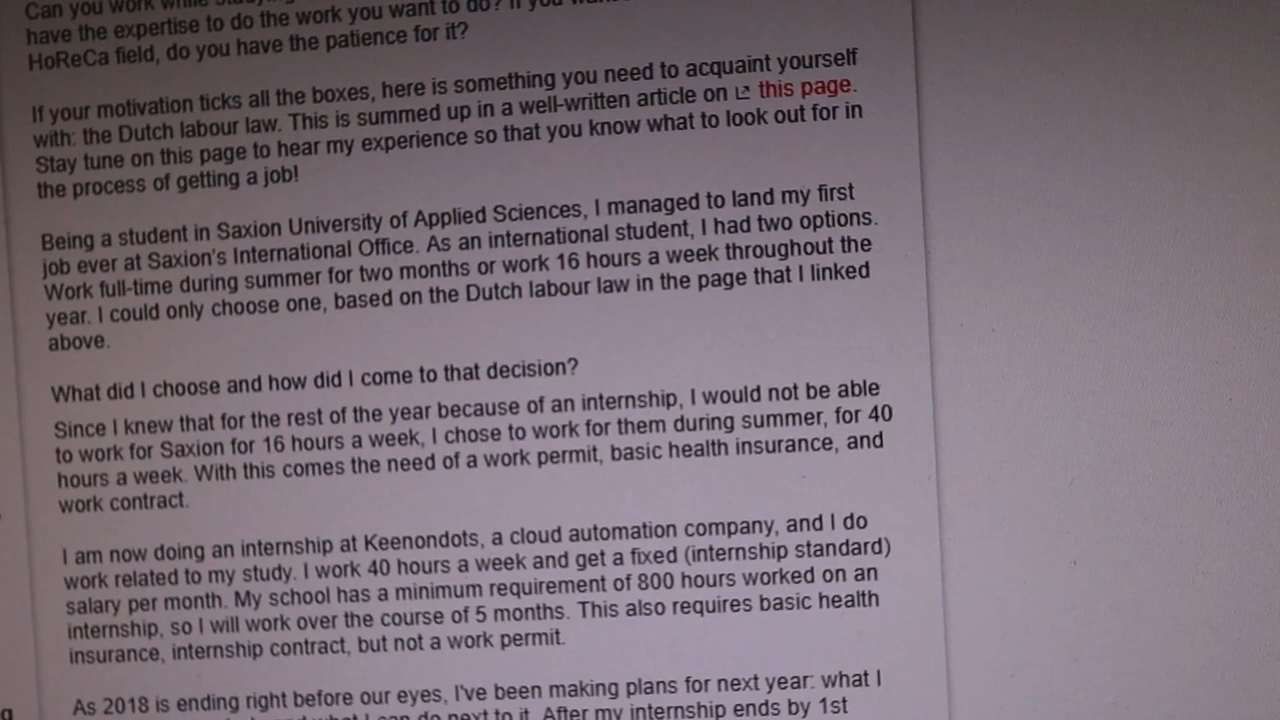 Can you work while
have the expertise to do the work you want to do? If you
HoReCa field, do you have the patience for it?
If your motivation ticks all the boxes, here is something you need to acquaint yourself
with: the Dutch labour law. This is summed up in a well-written article on this page.
Stay tune on this page to hear my experience so that you know what to look out for in
the process of getting a job!
Being a student in Saxion University of Applied Sciences, I managed to land my first
job ever at Saxion's International Office. As an international student, I had two options.
Work full-time during summer for two months or work 16 hours a week throughout the
year. I could only choose one, based on the Dutch labour law in the page that I linked
above.
What did I choose and how did I come to that decision?
Since I knew that for the rest of the year because of an internship, I would not be able
to work for Saxion for 16 hours a week, I chose to work for them during summer, for 40
hours a week. With this comes the need of a work permit, basic health insurance, and
work contract.
I am now doing an internship at Keenondots, a cloud automation company, and I do
work related to my study. I work 40 hours a week and get a fixed (internship standard)
salary per month. My school has a minimum requirement of 800 hours worked on an
internship, so I will work over the course of 5 months. This also requires basic health
insurance, internship contract, but not a work permit.
As 2018 is ending right before our eyes, I've been making plans for next year: what I
what I can do next to it. After my internship ends by 1st